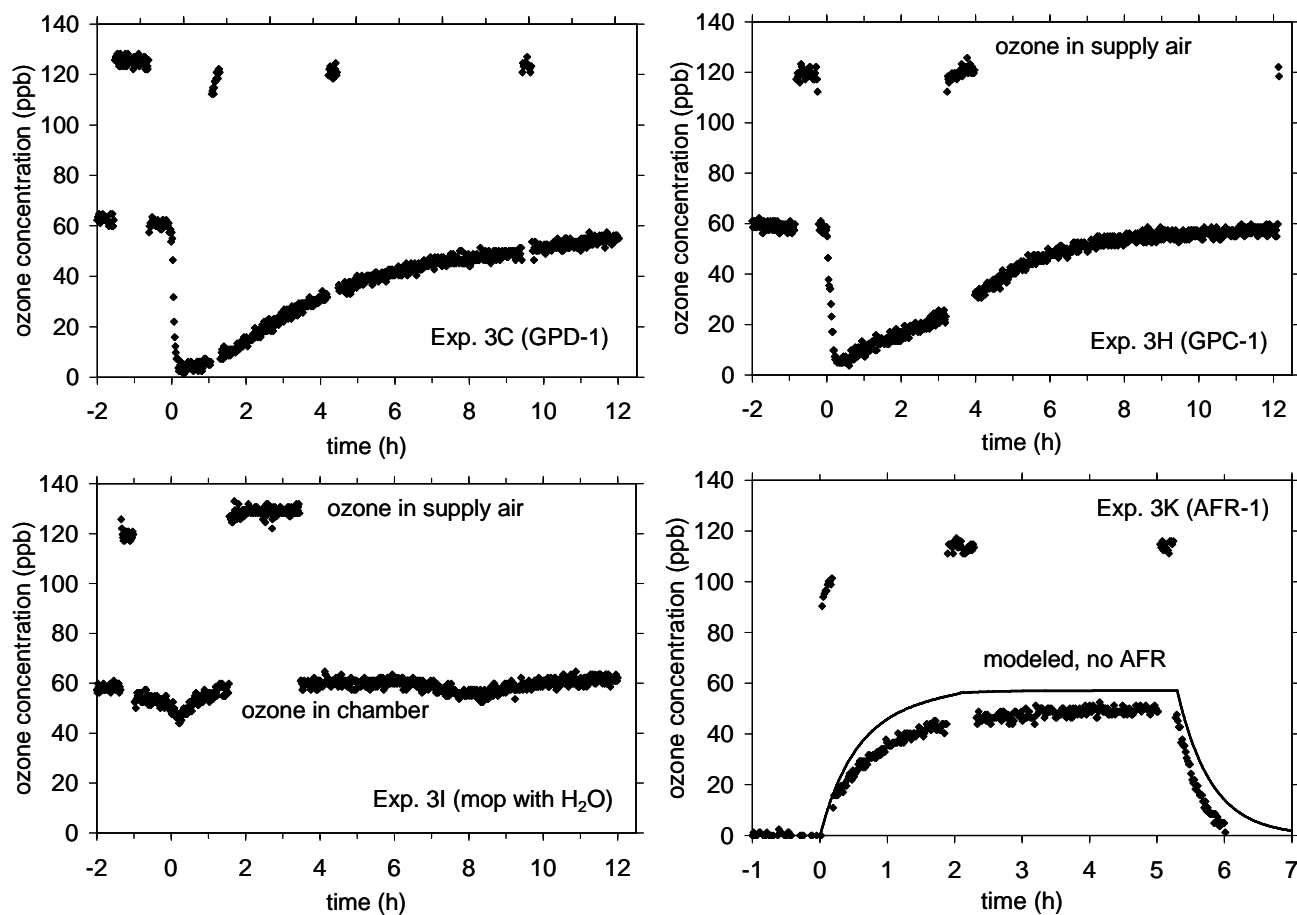 140
120
100
80
60
40
20
0
ozone concentration (ppb)
Exp. 3C (GPD-1)
-2 0 2 4 6 8 10 12
time (h)
140
120
100
80
60
40
20
0
ozone concentration (ppb)
ozone in supply air
Exp. 3H (GPC-1)
-2 0 2 4 6 8 10 12
time (h)
140
120
100
80
60
40
20
0
ozone concentration (ppb)
ozone in supply air
ozone in chamber
Exp. 3I (mop with H₂O)
-2 0 2 4 6 8 10 12
time (h)
140
120
100
80
60
40
20
0
ozone concentration (ppb)
Exp. 3K (AFR-1)
modeled, no AFR
-1 0 1 2 3 4 5 6 7
time (h)